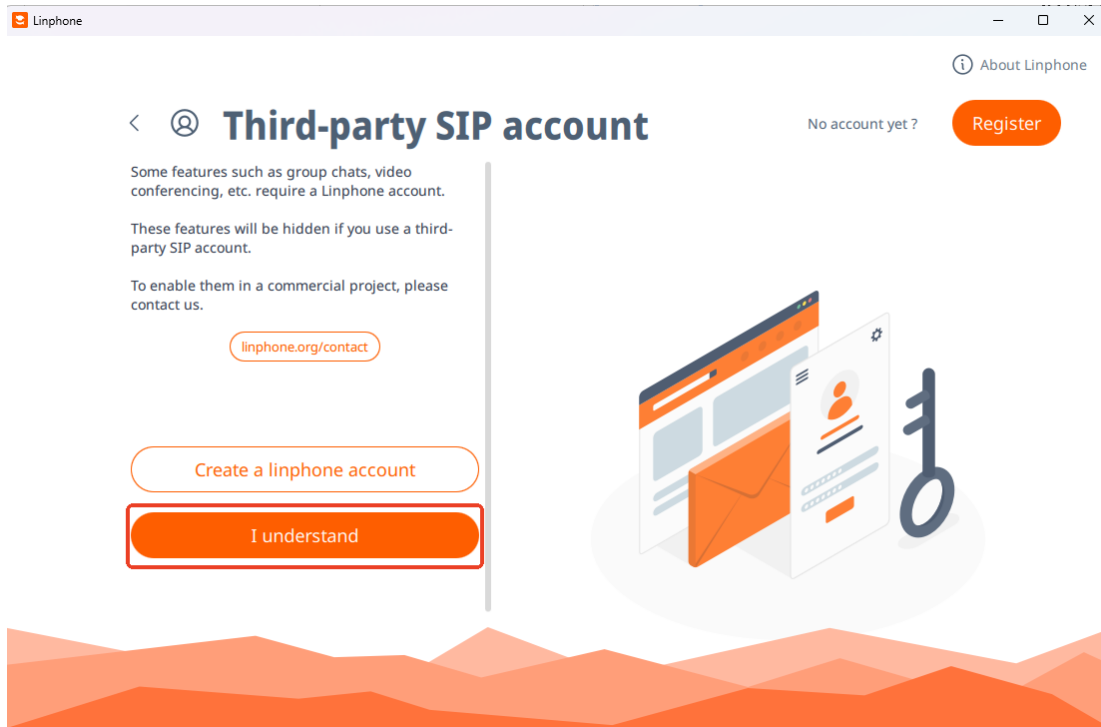 Linphone
About Linphone
Third-party SIP account
No account yet ?
Register
Some features such as group chats, video
conferencing, etc. require a Linphone account.
These features will be hidden if you use a third-
party SIP account.
To enable them in a commercial project, please
contact us.
linphone.org/contact
Create a linphone account
I understand